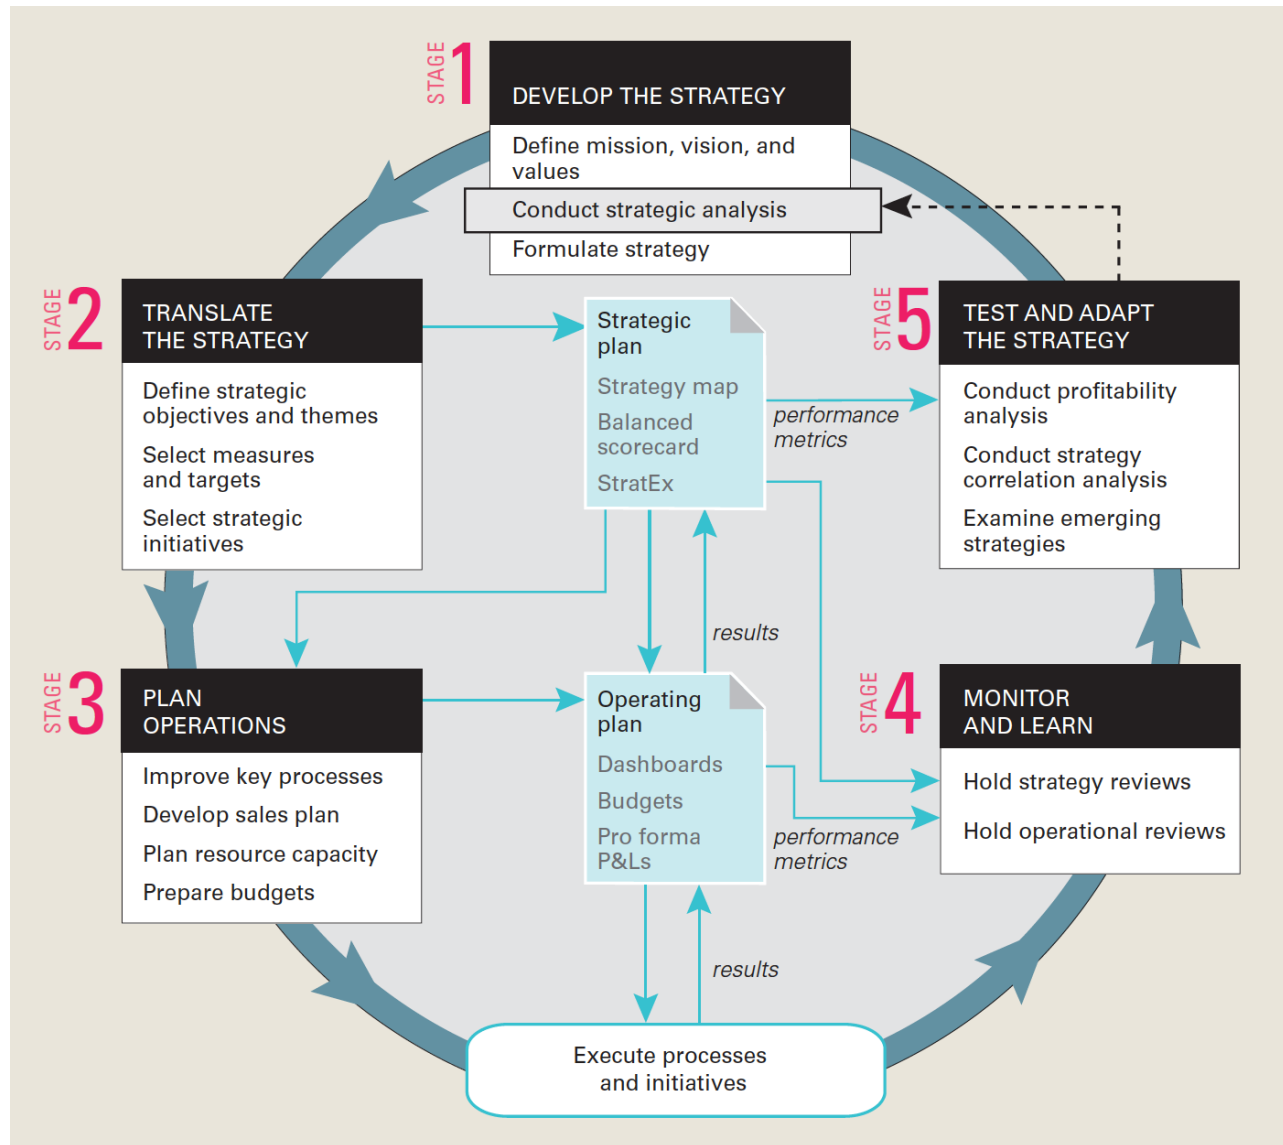 STAGE 1
DEVELOP THE STRATEGY
Define mission, vision, and
values
Conduct strategic analysis
Formulate strategy
STAGE 2
TRANSLATE
THE STRATEGY
Define strategic
objectives and themes
Select measures
and targets
Select strategic
initiatives
Strategic
plan
Strategy map
Balanced
scorecard
StratEx
performance
metrics
STAGE 5
TEST AND ADAPT
THE STRATEGY
Conduct profitability
analysis
Conduct strategy
correlation analysis
Examine emerging
strategies
results
STAGE 3
PLAN
OPERATIONS
Improve key processes
Develop sales plan
Plan resource capacity
Prepare budgets
Operating
plan
Dashboards
Budgets
Pro forma
P&Ls
performance
metrics
STAGE 4
MONITOR
AND LEARN
Hold strategy reviews
Hold operational reviews
results
Execute processes
and initiatives